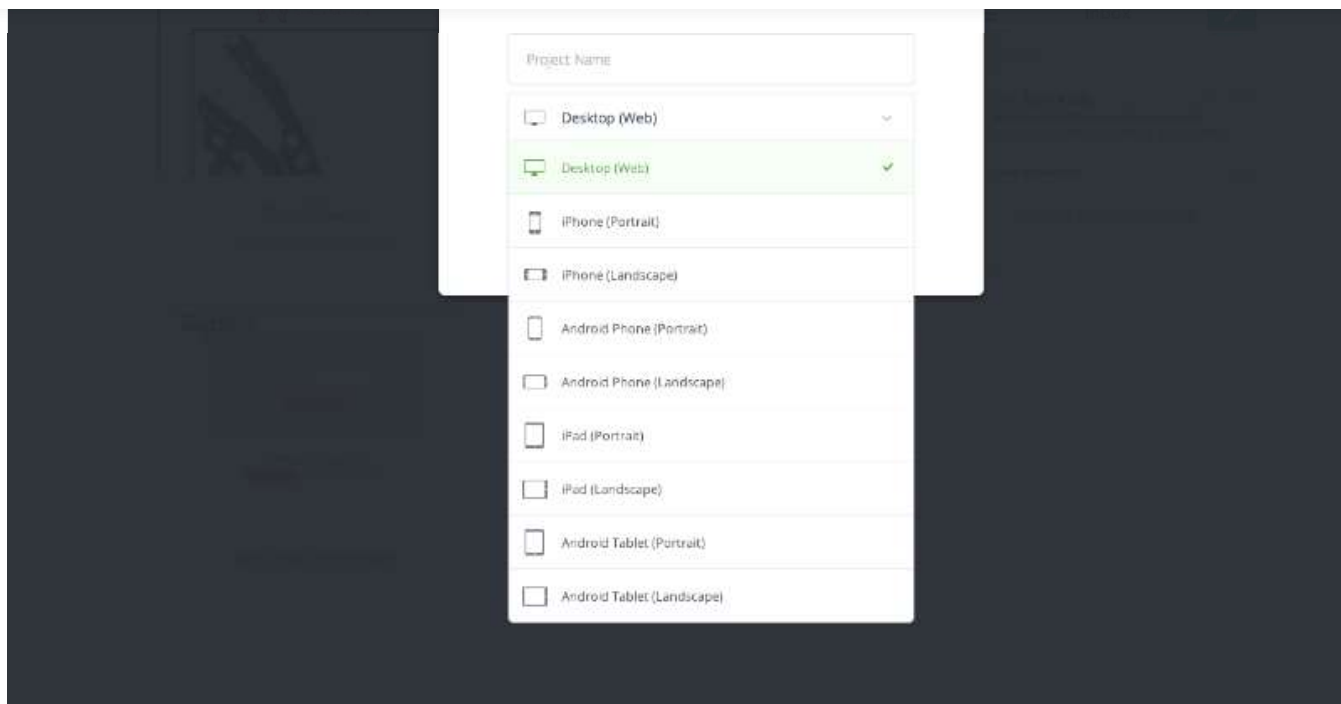 Project Name
Desktop (Web)
Desktop (Web)
iPhone (Portrait)
iPhone (Landscape)
Android Phone (Portrait)
Android Phone (Landscape)
iPad (Portrait)
iPad (Landscape)
Android Tablet (Portrait)
Android Tablet (Landscape)